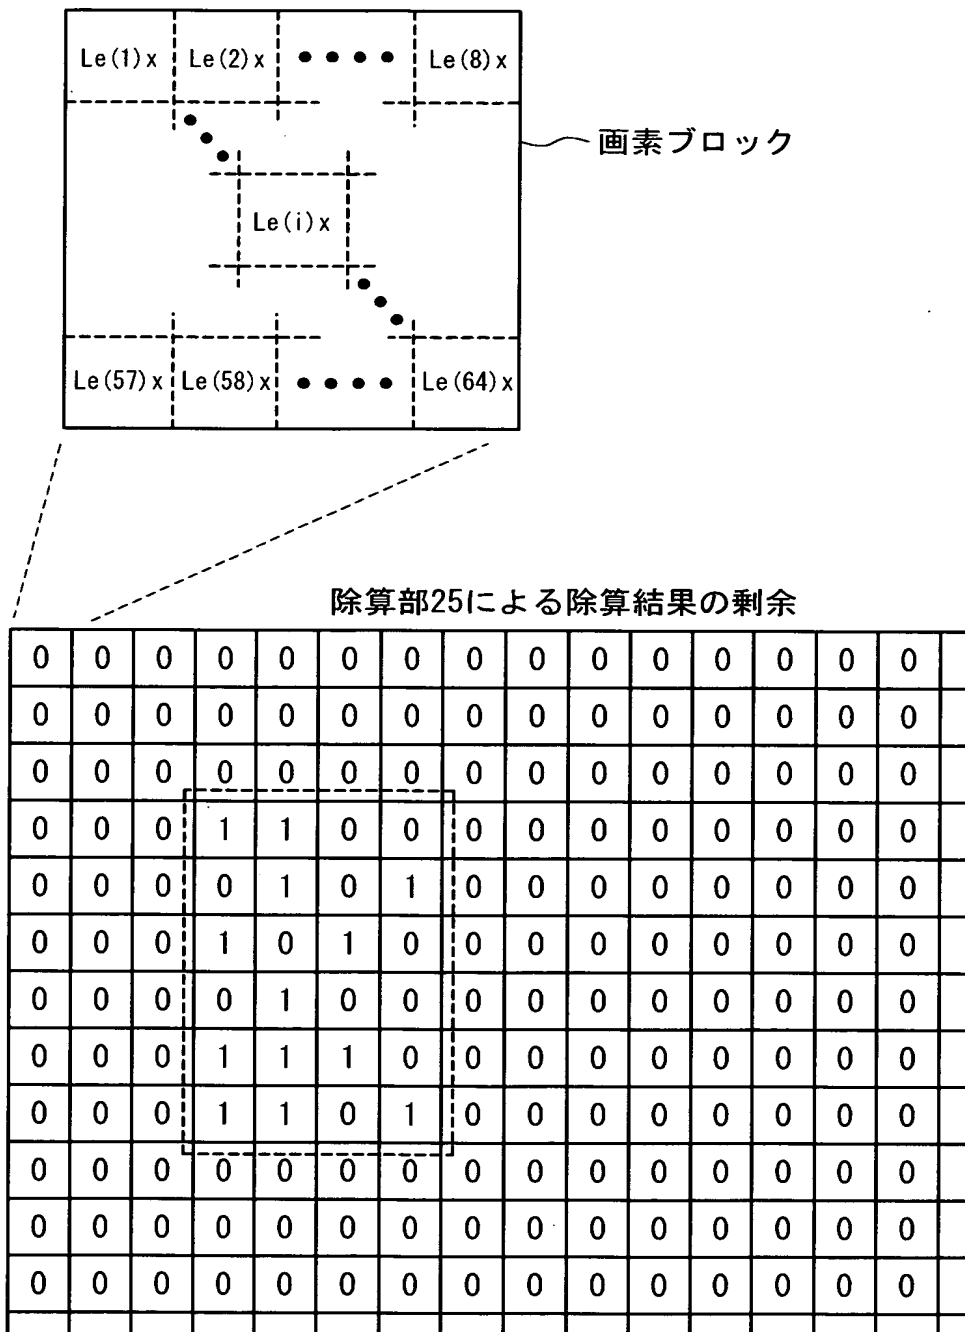 Le(1)x Le(2)x •••• Le(8)x
画素ブロック
Le(i)x
Le(57)x Le(58)x •••• Le(64)x
除算部25による除算結果の剰余
0 0 0 0 0 0 0 0 0 0 0 0 0 0 0
0 0 0 0 0 0 0 0 0 0 0 0 0 0 0
0 0 0 0 0 0 0 0 0 0 0 0 0 0 0
0 0 0 1 1 0 0 0 0 0 0 0 0 0 0
0 0 0 0 1 0 1 0 0 0 0 0 0 0 0
0 0 0 1 0 1 0 0 0 0 0 0 0 0 0
0 0 0 0 1 0 0 0 0 0 0 0 0 0 0
0 0 0 1 1 1 0 0 0 0 0 0 0 0 0
0 0 0 1 1 0 1 0 0 0 0 0 0 0 0
0 0 0 0 0 0 0 0 0 0 0 0 0 0 0
0 0 0 0 0 0 0 0 0 0 0 0 0 0 0
0 0 0 0 0 0 0 0 0 0 0 0 0 0 0